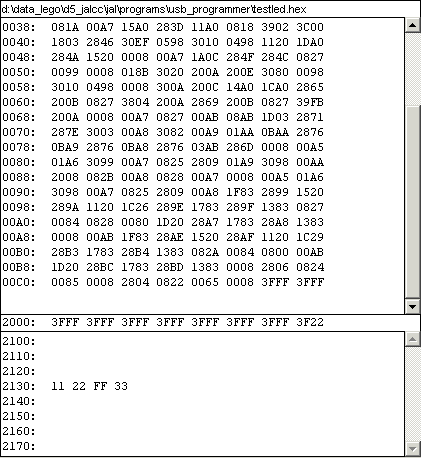 d:\data_lego\d5_jalcc\jal\programs\usb_programmer\testled.hex
0038: 081A 00A7 15A0 283D 11A0 0818 3902 3C00
0040: 1803 2846 30EF 0598 3010 0498 1120 1DA0
0048: 284A 1520 0008 00A7 1A0C 284F 284C 0827
0050: 0099 0008 018B 3020 200A 200E 3080 0098
0058: 3010 0498 0008 300A 200C 14A0 1CA0 2865
0060: 200B 0827 3804 200A 2869 200B 0827 39FB
0068: 200A 0008 00A7 0827 00AB 08AB 1D03 2871
0070: 287E 3003 00A8 3082 00A9 01AA 0BAA 2876
0078: 0BA9 2876 0BA8 2876 03AB 286D 0008 00A5
0080: 01A6 3099 00A7 0825 2809 01A9 3098 00AA
0088: 2008 082B 00A8 0828 00A7 0008 00A5 01A6
0090: 3098 00A7 0825 2809 00A8 1F83 2899 1520
0098: 289A 1120 1C26 289E 1783 289F 1383 0827
00A0: 0084 0828 0080 1D20 28A7 1783 28A8 1383
00A8: 0008 00AB 1F83 28AE 1520 28AF 1120 1C29
00B0: 28B3 1783 28B4 1383 082A 0084 0800 00AB
00B8: 1D20 28BC 1783 28BD 1383 0008 2806 0824
00C0: 0085 0008 2804 0822 0065 0008 3FFF 3FFF
2000: 3FFF 3FFF 3FFF 3FFF 3FFF 3FFF 3FFF 3F22
2100:
2110:
2120:
2130: 11 22 FF 33
2140:
2150:
2160:
2170: